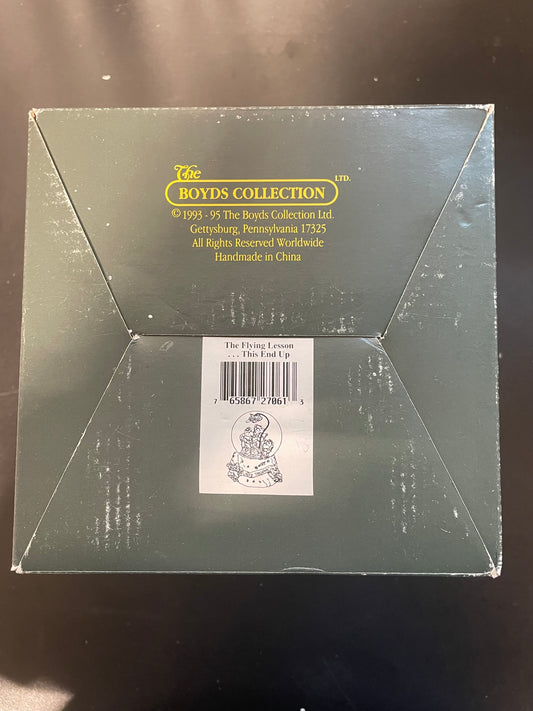 The
BOYDS COLLECTION LTD.
© 1993 - 95 The Boyds Collection Ltd.
Gettysburg, Pennsylvania 17325
All Rights Reserved Worldwide
Handmade in China
The Flying Lesson
. . . This End Up
7 65867 27061 3